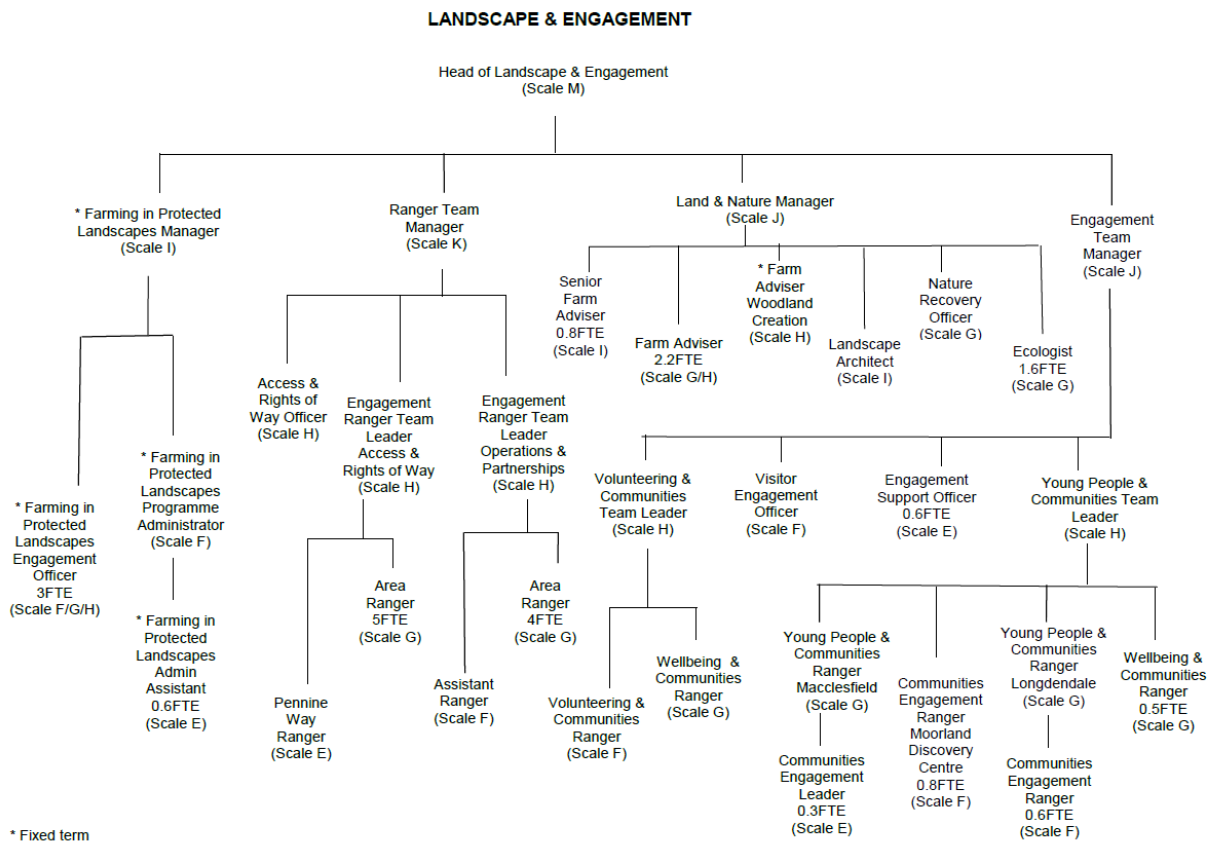 LANDSCAPE & ENGAGEMENT
Head of Landscape & Engagement
(Scale M)
* Farming in Protected
Landscapes Manager
(Scale I)
Ranger Team
Manager
(Scale K)
Land & Nature Manager
(Scale J)
Engagement
Team
Manager
(Scale J)
Senior
Farm
Adviser
0.8FTE
(Scale I)
Farm Adviser
2.2FTE
(Scale G/H)
* Farm
Adviser
Woodland
Creation
(Scale H)
Landscape
Architect
(Scale I)
Nature
Recovery
Officer
(Scale G)
Ecologist
1.6FTE
(Scale G)
Access &
Rights of
Way Officer
(Scale H)
Engagement
Ranger Team
Leader
Access &
Rights of Way
(Scale H)
Engagement
Ranger Team
Leader
Operations &
Partnerships
(Scale H)
* Farming in
Protected
Landscapes
Engagement
Officer
3FTE
(Scale F/G/H)
* Farming in
Protected
Landscapes
Programme
Administrator
(Scale F)
* Farming in
Protected
Landscapes
Admin
Assistant
0.6FTE
(Scale E)
Pennine
Way
Ranger
(Scale E)
Area
Ranger
5FTE
(Scale G)
Assistant
Ranger
(Scale F)
Area
Ranger
4FTE
(Scale G)
Volunteering &
Communities
Team Leader
(Scale H)
Visitor
Engagement
Officer
(Scale F)
Engagement
Support Officer
0.6FTE
(Scale E)
Young People &
Communities Team
Leader
(Scale H)
Volunteering &
Communities
Ranger
(Scale F)
Wellbeing &
Communities
Ranger
(Scale G)
Young People &
Communities
Ranger
Macclesfield
(Scale G)
Communities
Engagement
Leader
0.3FTE
(Scale E)
Communities
Engagement
Ranger
Moorland
Discovery
Centre
0.8FTE
(Scale F)
Young People &
Communities
Ranger
Longdendale
(Scale G)
Communities
Engagement
Ranger
0.6FTE
(Scale F)
Wellbeing &
Communities
Ranger
0.5FTE
(Scale G)
* Fixed term